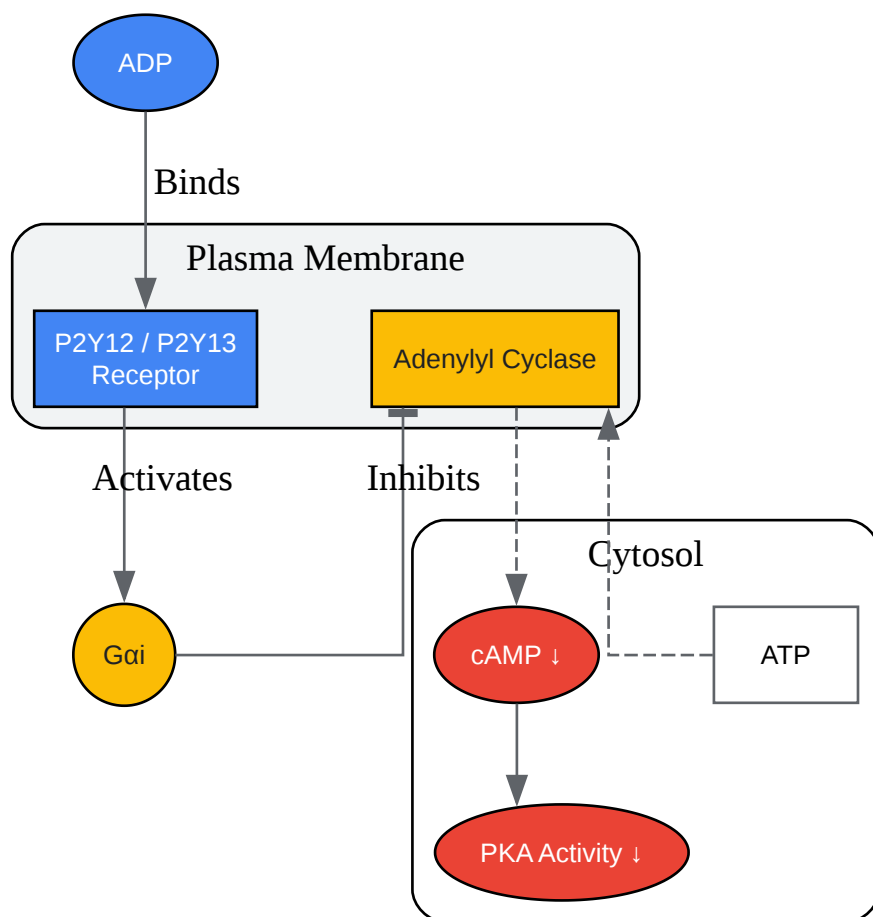 ADP
Binds
Plasma Membrane
P2Y12 / P2Y13
Receptor
Adenylyl Cyclase
Activates
Inhibits
Cytosol
Gαi
cAMP ↓
ATP
PKA Activity ↓